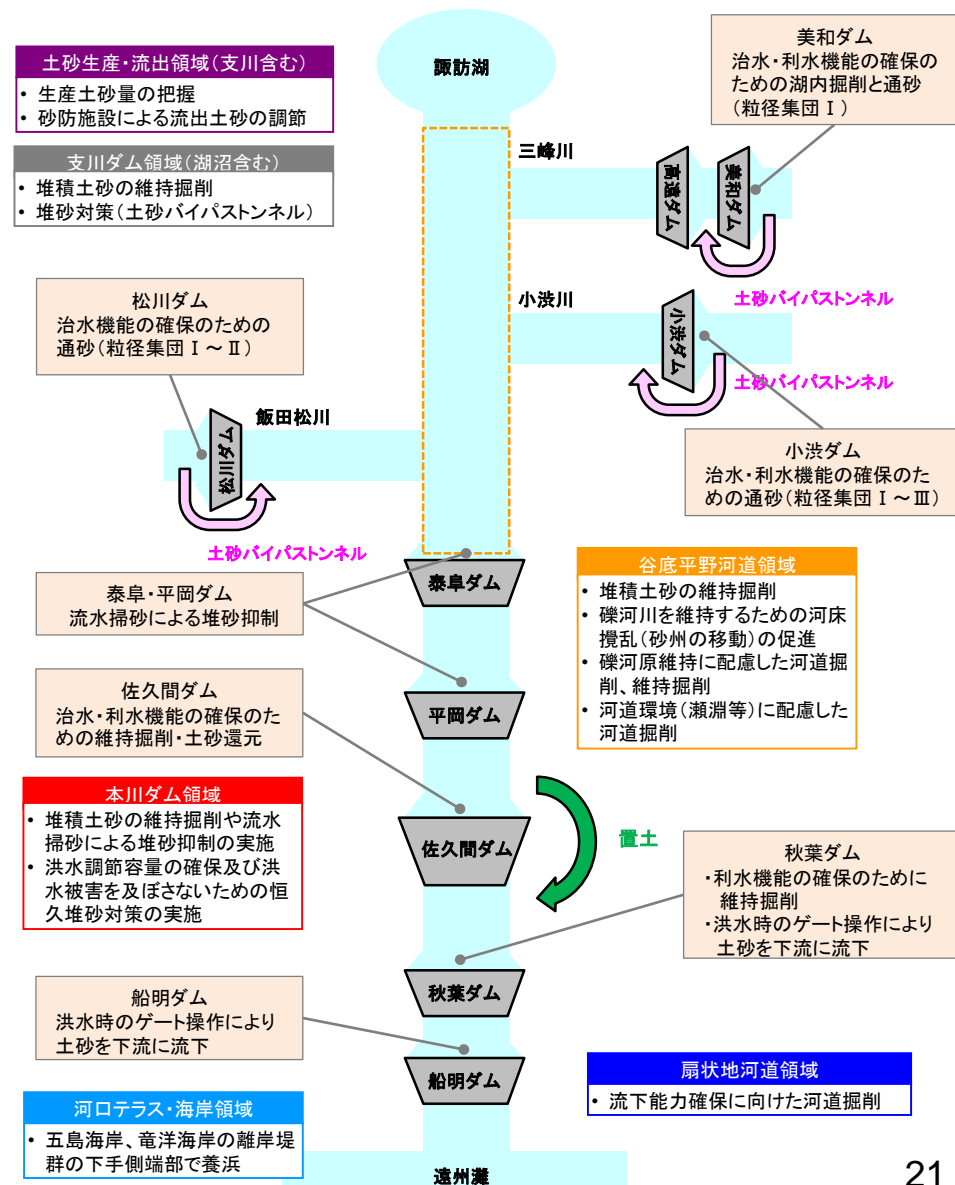 土砂生産・流出領域(支川含む)
• 生産土砂量の把握
• 砂防施設による流出土砂の調節
支川ダム領域(湖沼含む)
• 堆積土砂の維持掘削
• 堆砂対策(土砂バイパストンネル)
諏訪湖
美和ダム
治水・利水機能の確保の
ための湖内掘削と通砂
(粒径集団Ⅰ)
三峰川
高遠ダム
美和ダム
土砂バイパストンネル
小渋川
小渋ダム
土砂バイパストンネル
小渋ダム
治水・利水機能の確保のた
めの通砂(粒径集団Ⅰ～Ⅲ)
松川ダム
治水機能の確保のための
通砂(粒径集団Ⅰ～Ⅱ)
飯田松川
松川ダム
土砂バイパストンネル
泰阜ダム
泰阜・平岡ダム
流水掃砂による堆砂抑制
谷底平野河道領域
• 堆積土砂の維持掘削
• 礫河川を維持するための河床
攪乱(砂州の移動)の促進
• 礫河原維持に配慮した河道掘
削、維持掘削
• 河道環境(瀬淵等)に配慮した
河道掘削
平岡ダム
佐久間ダム
治水・利水機能の確保のた
めの維持掘削・土砂還元
本川ダム領域
• 堆積土砂の維持掘削や流水
掃砂による堆砂抑制の実施
• 洪水調節容量の確保及び洪
水被害を及ぼさないための恒
久堆砂対策の実施
佐久間ダム
置土
秋葉ダム
・利水機能の確保のために
維持掘削
・洪水時のゲート操作により
土砂を下流に流下
秋葉ダム
船明ダム
洪水時のゲート操作により
土砂を下流に流下
船明ダム
扇状地河道領域
• 流下能力確保に向けた河道掘削
河口テラス・海岸領域
• 五島海岸、竜洋海岸の離岸堤
群の下手側端部で養浜
遠州灘
21